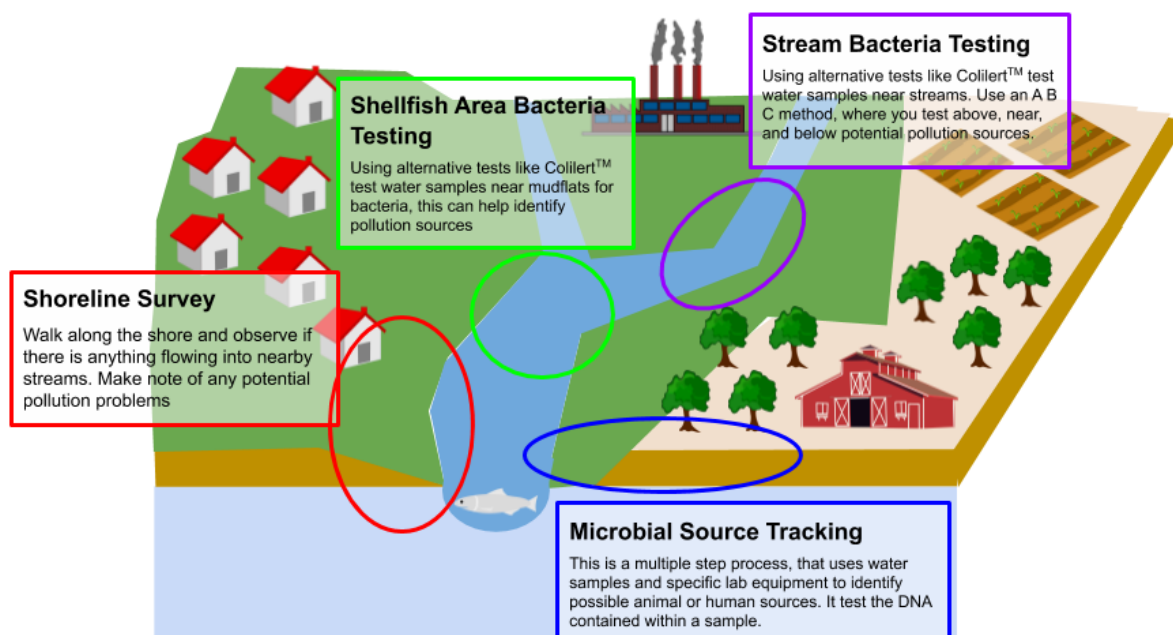 Stream Bacteria Testing
Using alternative tests like Colilert™ test
water samples near streams. Use an A B
C method, where you test above, near,
and below potential pollution sources.
Shellfish Area Bacteria
Testing
Using alternative tests like Colilert™
test water samples near mudflats for
bacteria, this can help identify
pollution sources
Shoreline Survey
Walk along the shore and observe if
there is anything flowing into nearby
streams. Make note of any potential
pollution problems
Microbial Source Tracking
This is a multiple step process, that uses water
samples and specific lab equipment to identify
possible animal or human sources. It test the DNA
contained within a sample.